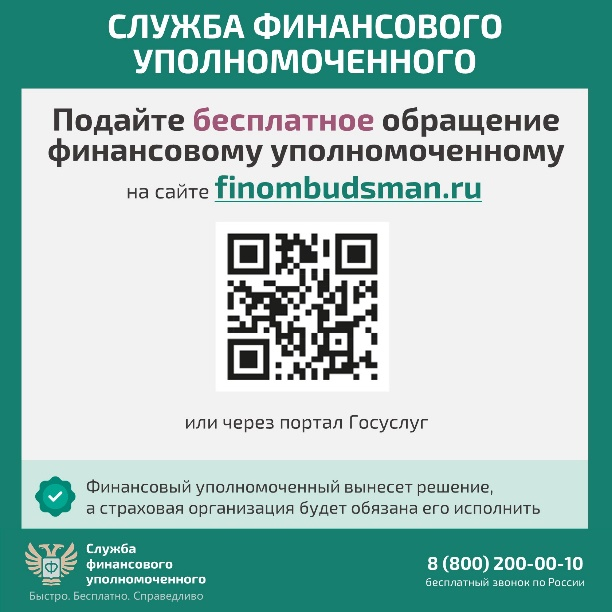 СЛУЖБА ФИНАНСОВОГО
УПОЛНОМОЧЕННОГО
Подайте бесплатное обращение
финансовому уполномоченному
на сайте finombudsman.ru
или через портал Госуслуг
Финансовый уполномоченный вынесет решение,
а страховая организация будет обязана его исполнить
Служба
финансового
уполномоченного
Быстро. Бесплатно. Справедливо
8 (800) 200-00-10
бесплатный звонок по России